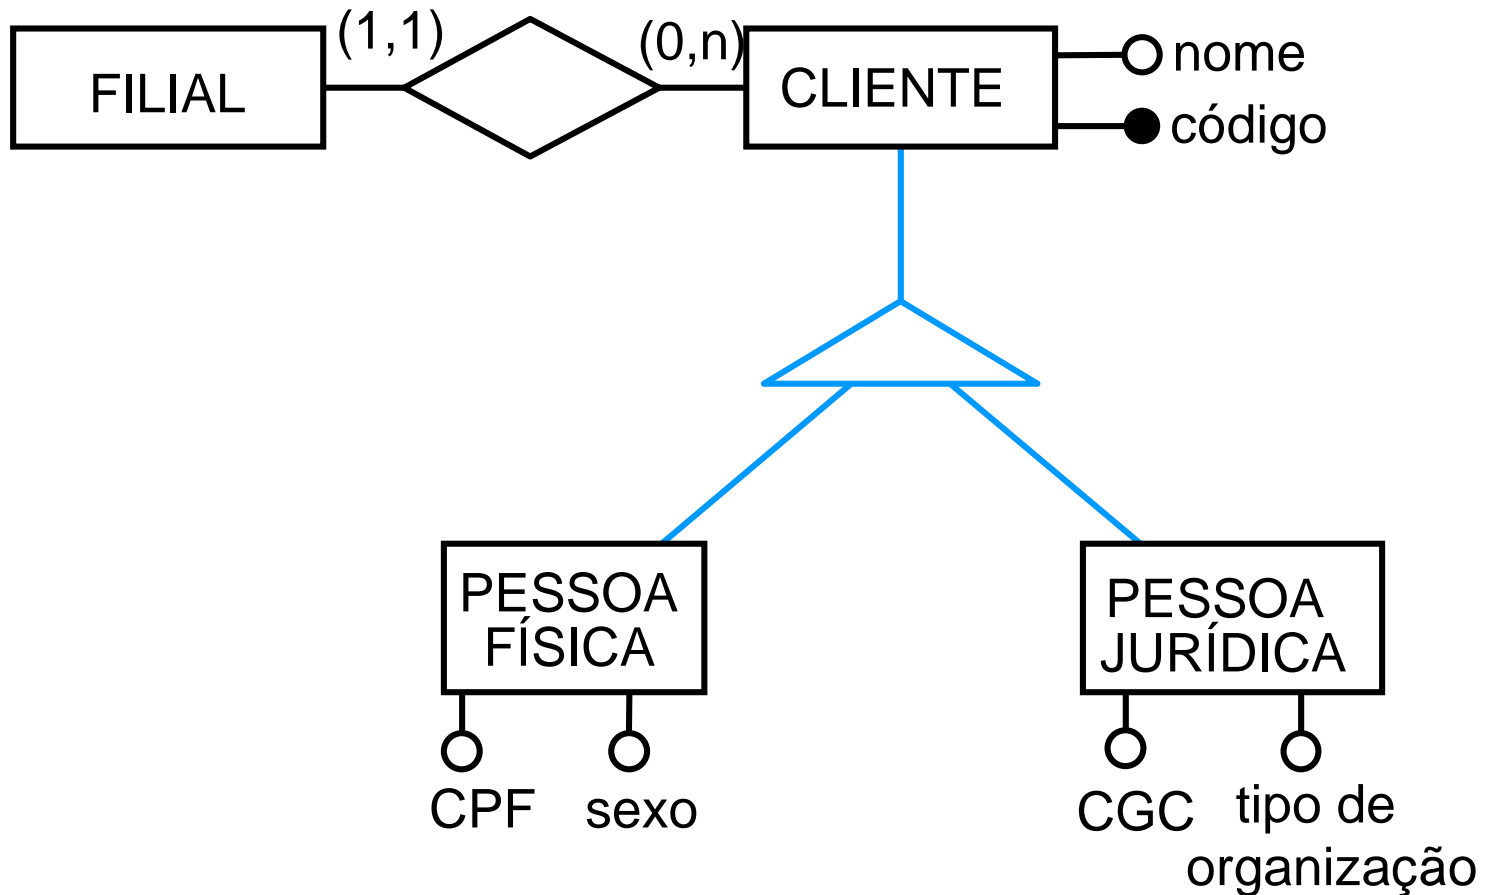 FILIAL
(1,1)
(0,n)
CLIENTE
nome
código
PESSOA
FÍSICA
PESSOA
JURÍDICA
CPF
sexo
CGC
tipo de
organização